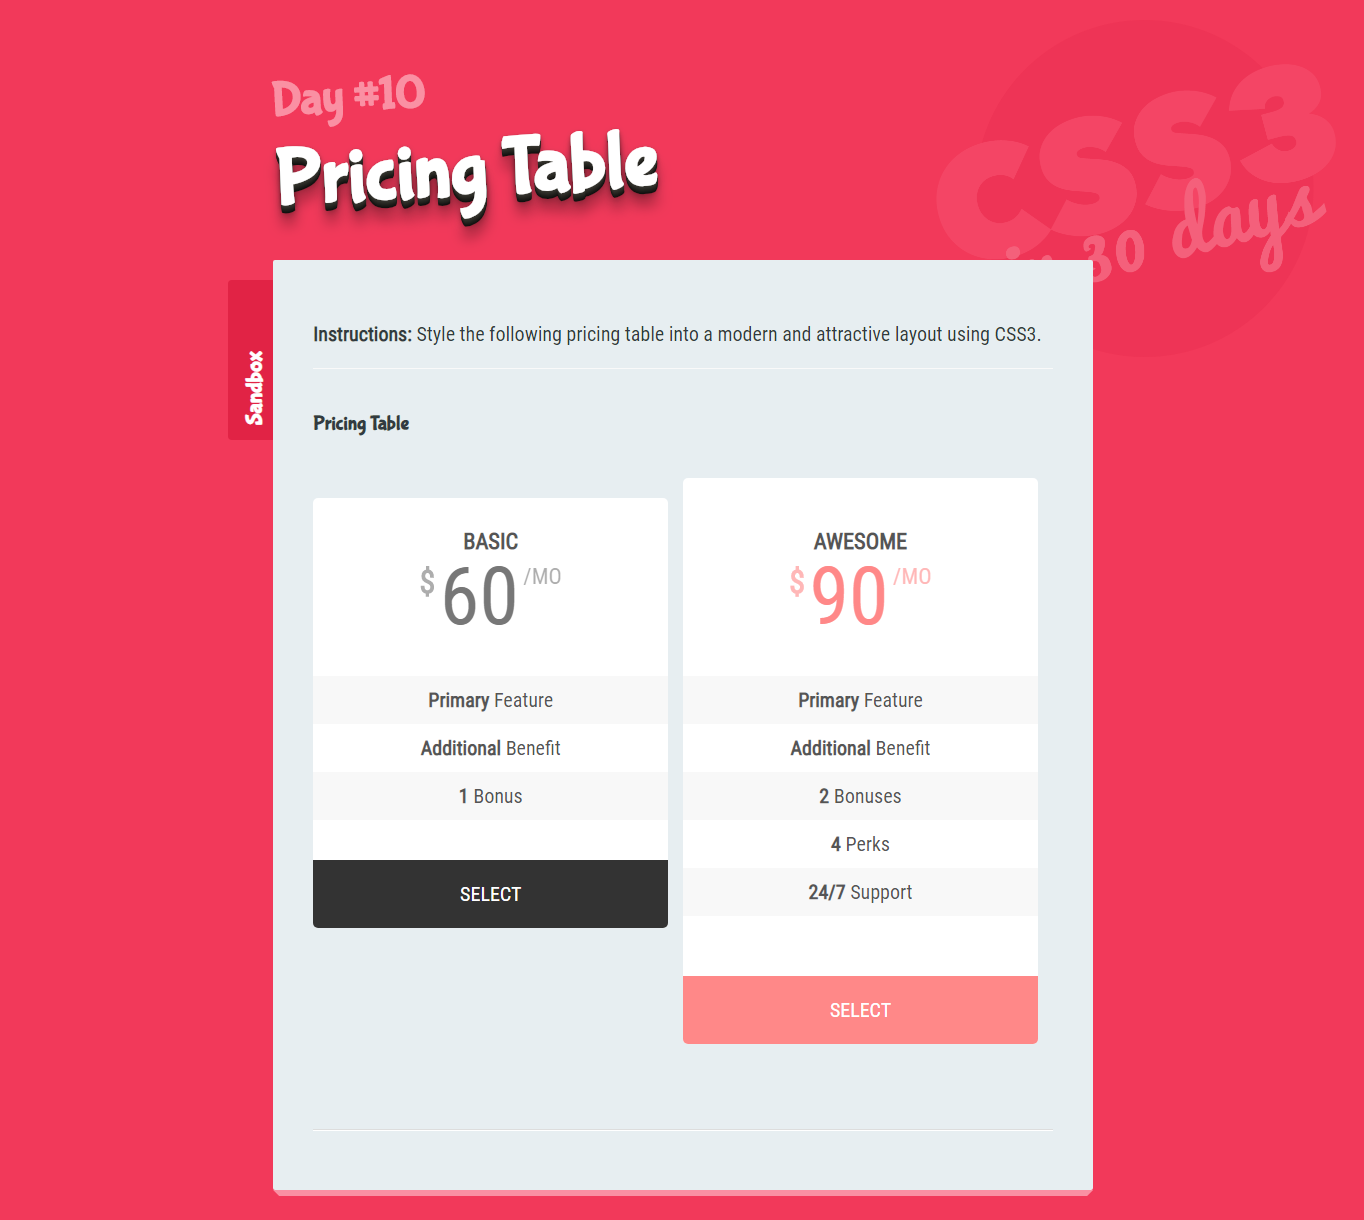 Day #10
Pricing Table
CSS3
in 30 days
Sandbox
Instructions: Style the following pricing table into a modern and attractive layout using CSS3.
Pricing Table
BASIC
$60/MO
Primary Feature
Additional Benefit
1 Bonus
SELECT
AWESOME
$90/MO
Primary Feature
Additional Benefit
2 Bonuses
4 Perks
24/7 Support
SELECT